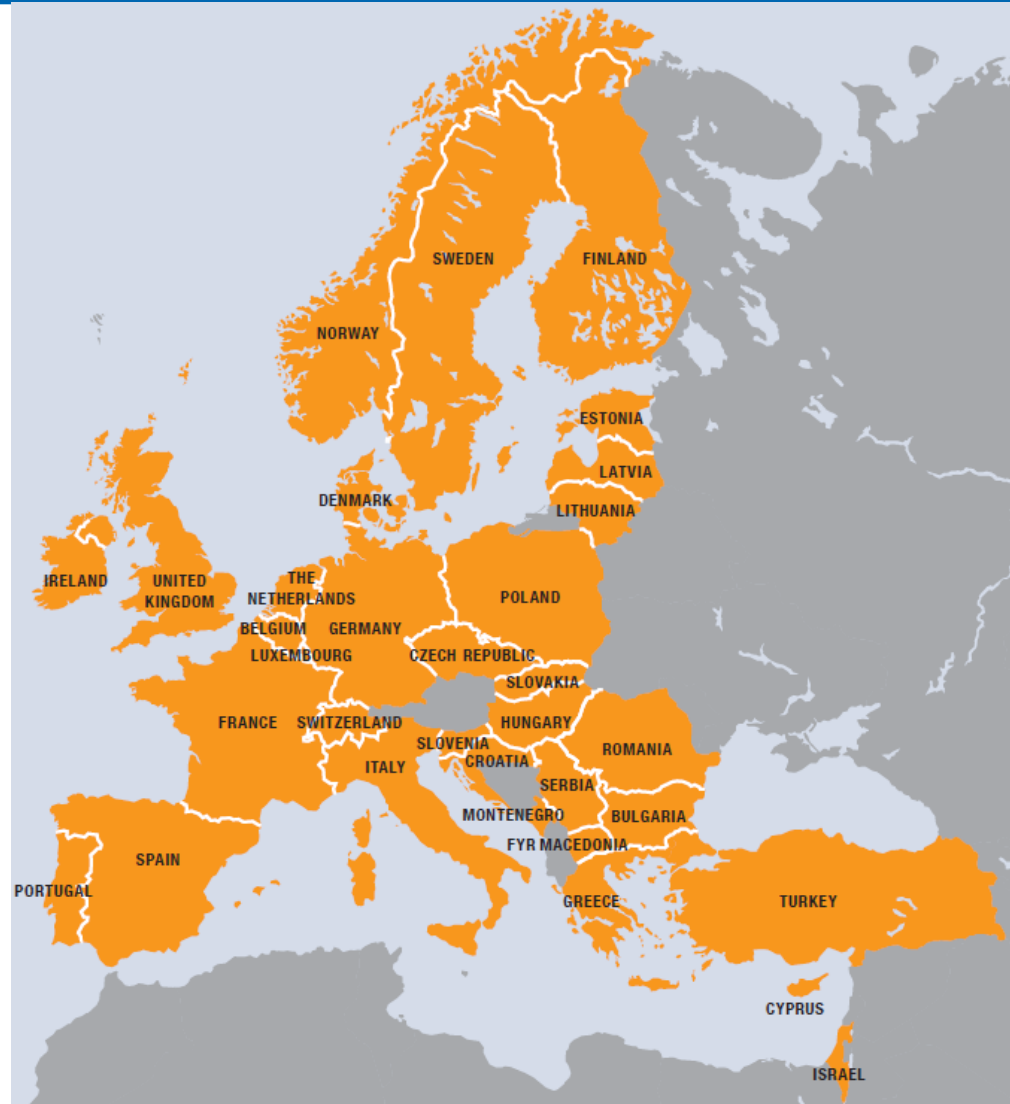 SWEDEN
FINLAND
NORWAY
ESTONIA
LATVIA
DENMARK
LITHUANIA
IRELAND
UNITED
KINGDOM
THE
NETHERLANDS
POLAND
BELGIUM
GERMANY
LUXEMBOURG
CZECH REPUBLIC
SLOVAKIA
FRANCE
SWITZERLAND
HUNGARY
SLOVENIA
ROMANIA
CROATIA
ITALY
SERBIA
MONTENEGRO
BULGARIA
FYR MACEDONIA
SPAIN
PORTUGAL
GREECE
TURKEY
CYPRUS
ISRAEL